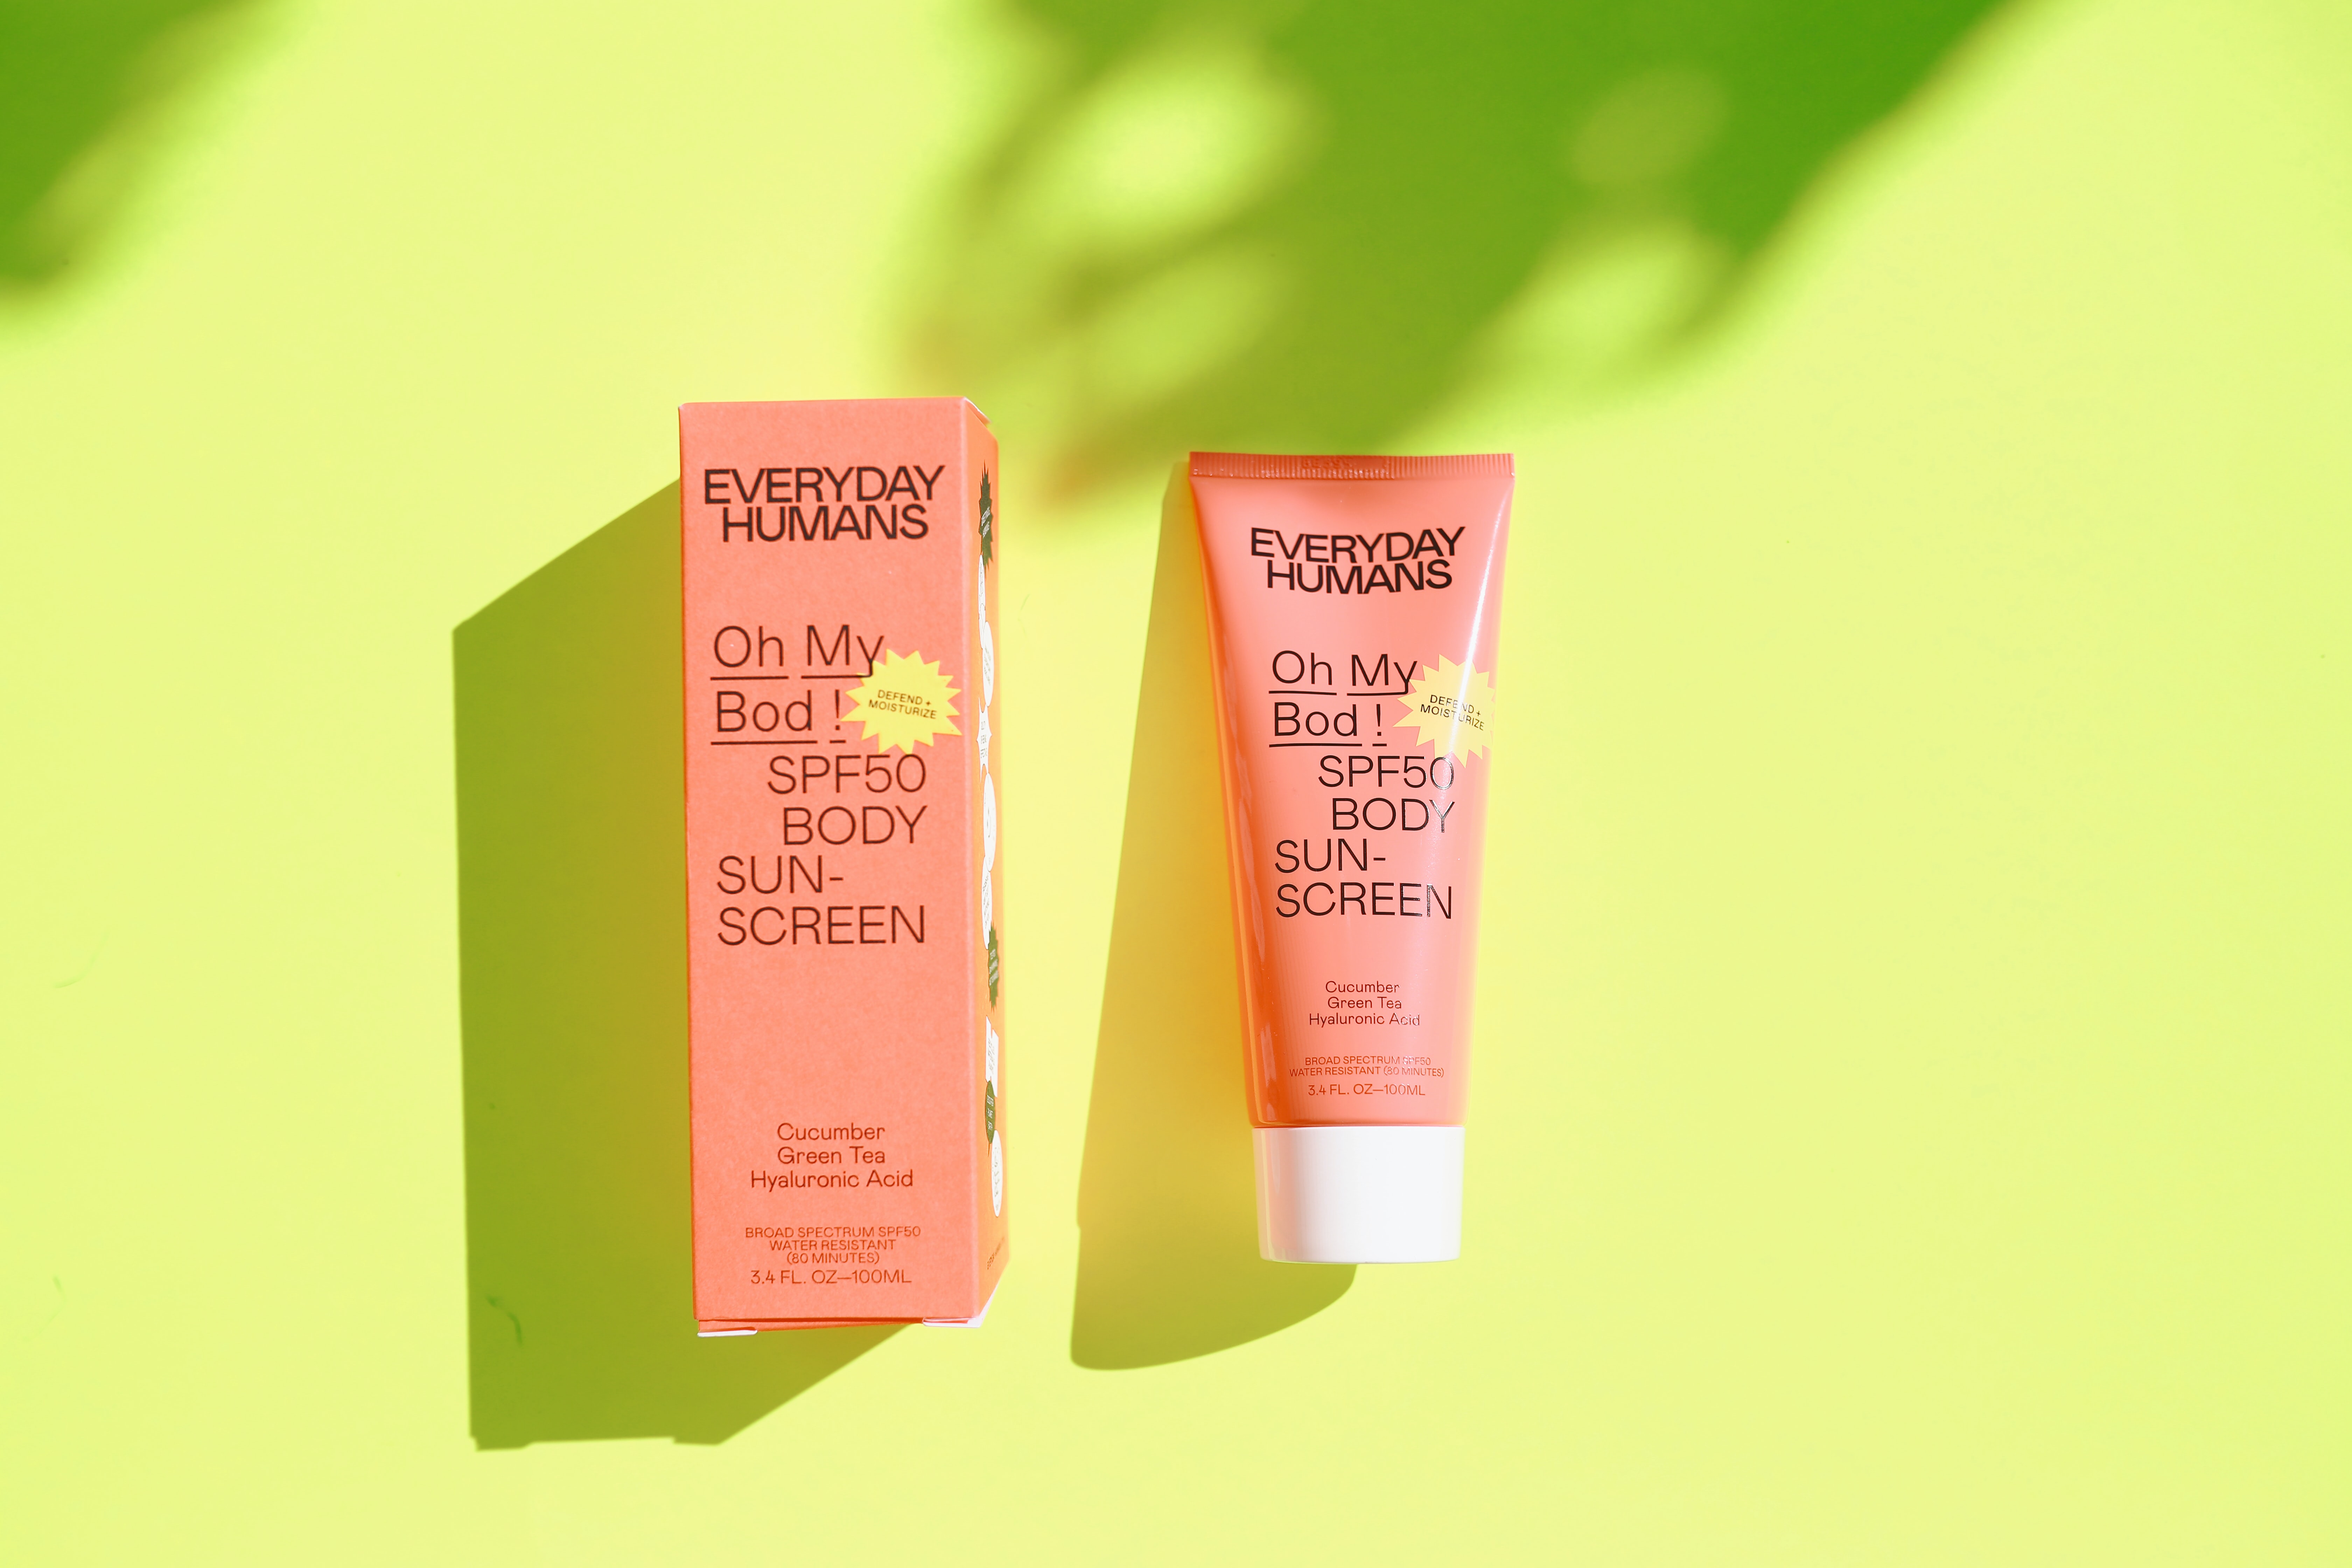 EVERYDAY
HUMANS
Oh My
Bod !
DEFEND +
MOISTURIZE
SPF50
BODY
SUN-
SCREEN
Cucumber
Green Tea
Hyaluronic Acid
BROAD SPECTRUM SPF50
WATER RESISTANT
(80 MINUTES)
3.4 FL. OZ—100ML
EVERYDAY
HUMANS
Oh My
Bod !
DEFEND +
MOISTURIZE
SPF50
BODY
SUN-
SCREEN
Cucumber
Green Tea
Hyaluronic Acid
BROAD SPECTRUM SPF50
WATER RESISTANT (80 MINUTES)
3.4 FL. OZ—100ML